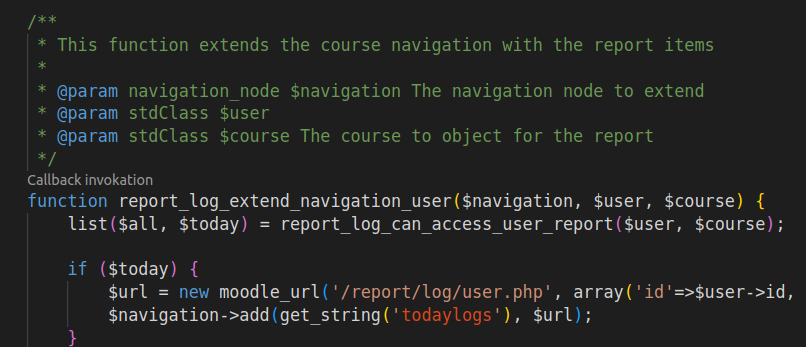 /**
* This function extends the course navigation with the report items
*
* @param navigation_node $navigation The navigation node to extend
* @param stdClass $user
* @param stdClass $course The course to object for the report
*/
Callback invokation
function report_log_extend_navigation_user($navigation, $user, $course) {
list($all, $today) = report_log_can_access_user_report($user, $course);
if ($today) {
$url = new moodle_url('/report/log/user.php', array('id'=>$user->id,
$navigation->add(get_string('todaylogs'), $url);
}